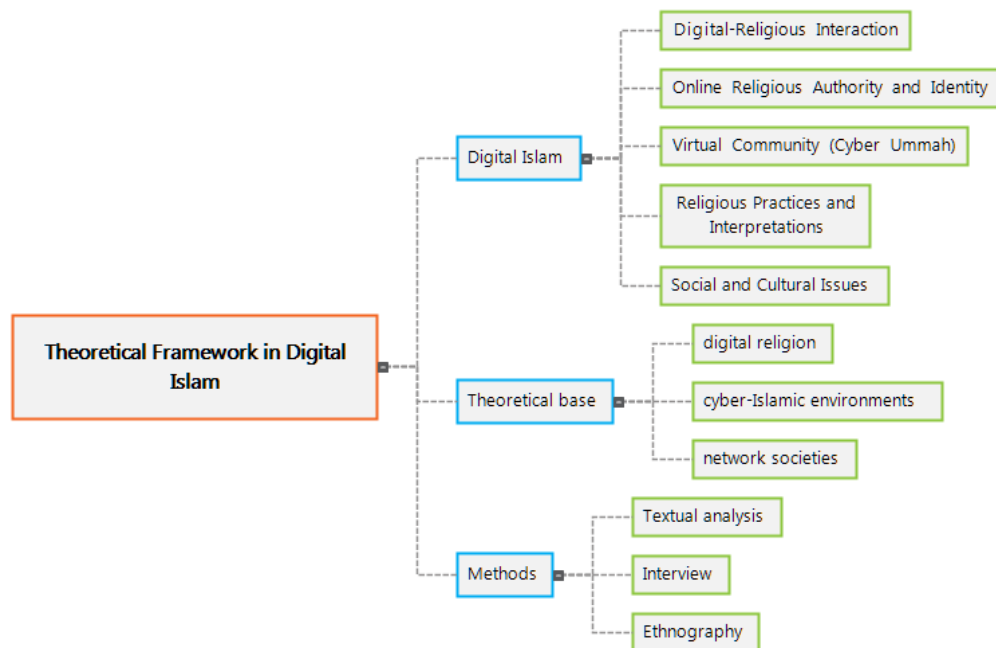 Theoretical Framework in Digital
Islam
Digital Islam
Digital-Religious Interaction
Online Religious Authority and Identity
Virtual Community (Cyber Ummah)
Religious Practices and
Interpretations
Social and Cultural Issues
Theoretical base
digital religion
cyber-Islamic environments
network societies
Methods
Textual analysis
Interview
Ethnography